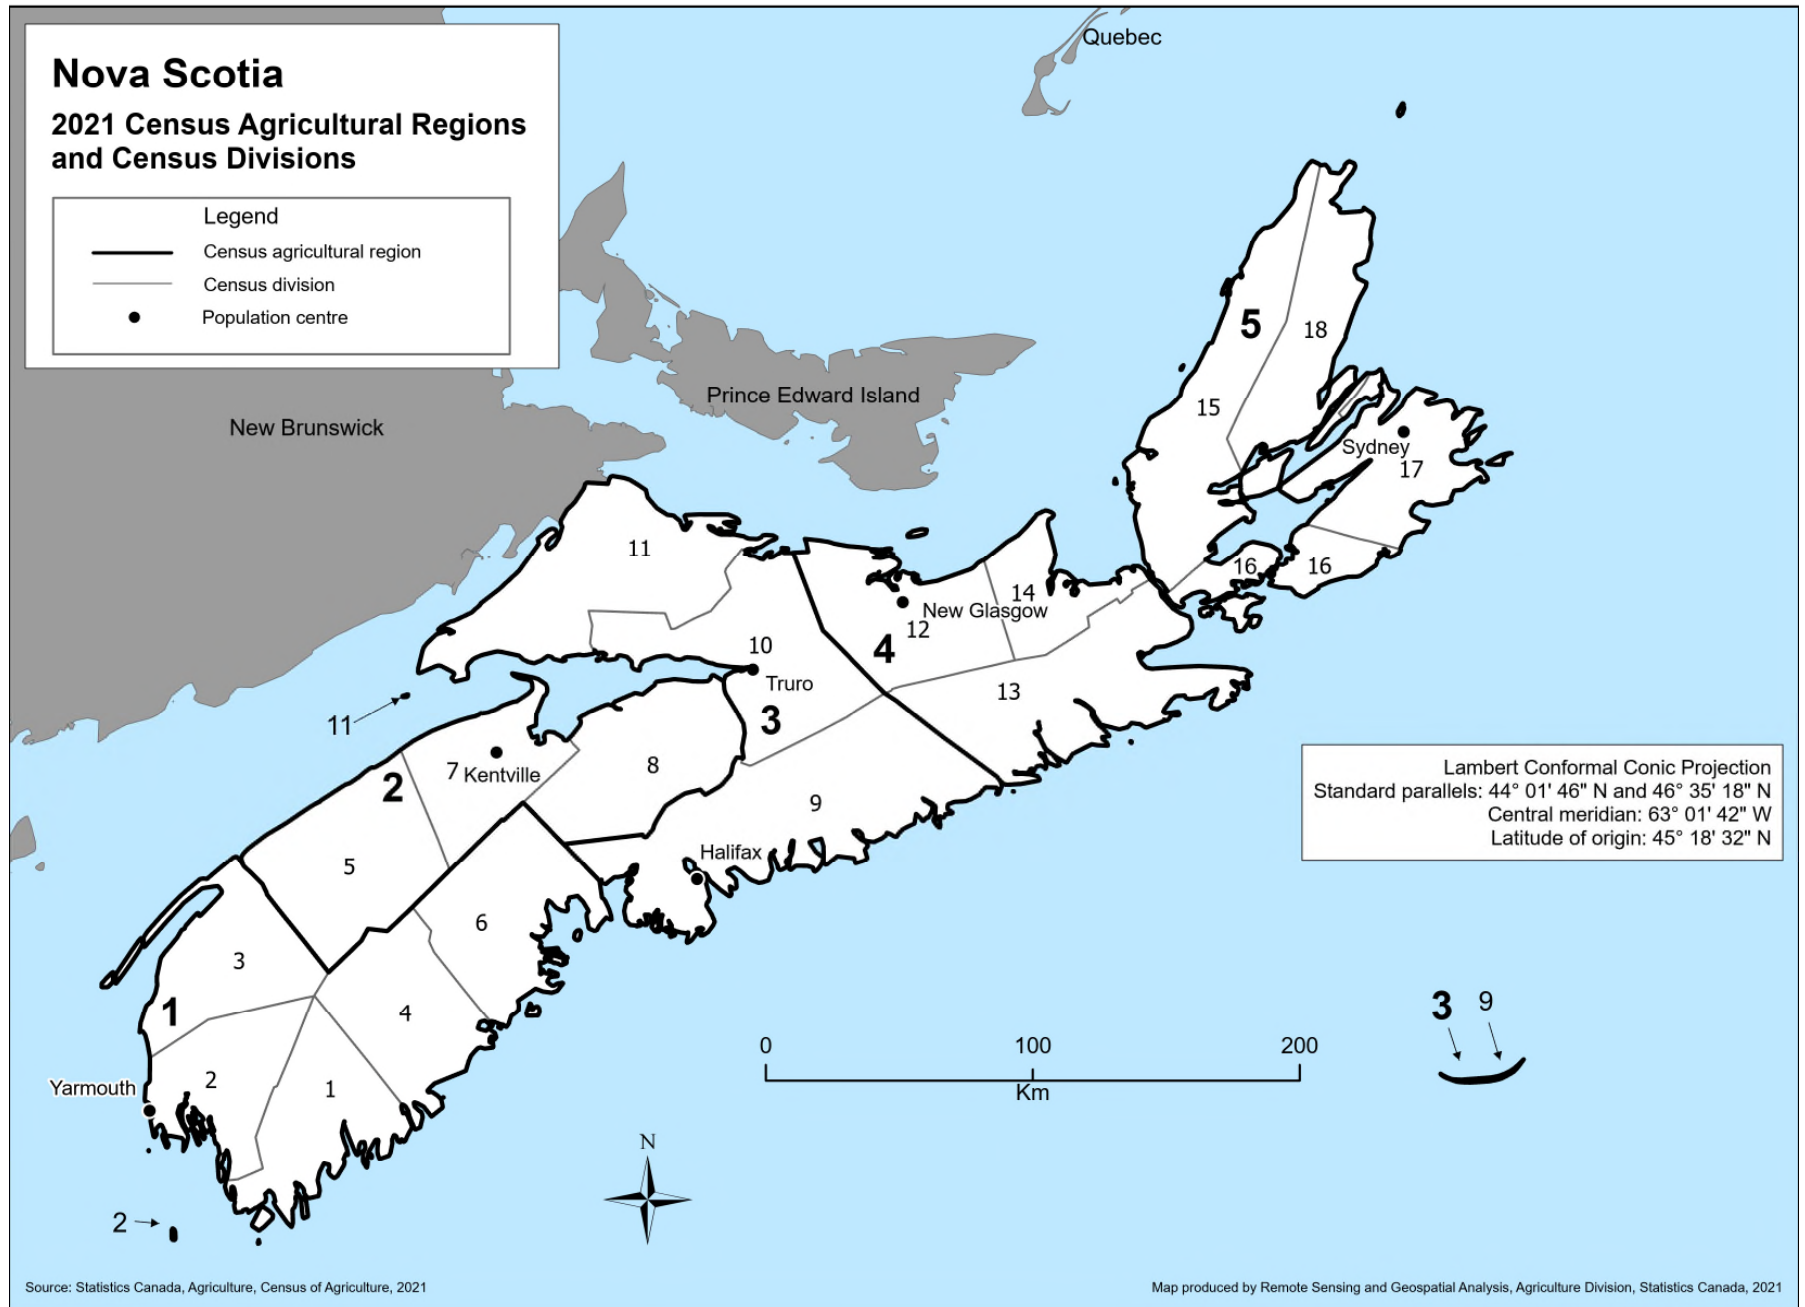 Nova Scotia
2021 Census Agricultural Regions
and Census Divisions
Legend
Census agricultural region
Census division
Population centre
Quebec
New Brunswick
Prince Edward Island
5
18
15
Sydney
17
16
16
11
14
New Glasgow
12
10
4
Truro
13
3
11
7
Kentville
8
2
9
Halifax
5
6
3
4
1
2
1
Yarmouth
2
Lambert Conformal Conic Projection
Standard parallels: 44° 01' 46" N and 46° 35' 18" N
Central meridian: 63° 01' 42" W
Latitude of origin: 45° 18' 32" N
3 9
0 100 200
Km
N
Source: Statistics Canada, Agriculture, Census of Agriculture, 2021
Map produced by Remote Sensing and Geospatial Analysis, Agriculture Division, Statistics Canada, 2021